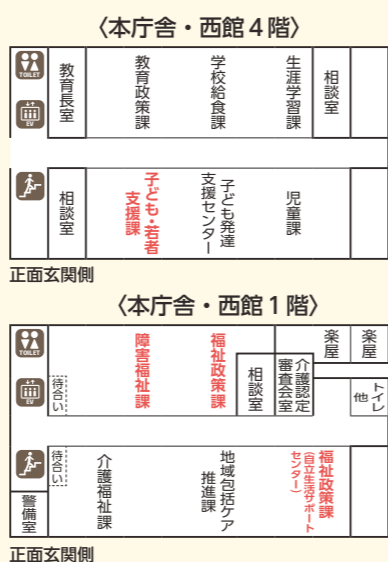 〈本庁舎・西館4階〉
TOILET
EV
教育長室
教育政策課
学校給食課
生涯学習課
相談室
相談室
子ども・若者
支援課
子ども発達
支援センター
児童課
正面玄関側
〈本庁舎・西館1階〉
TOILET
EV
待合い
障害福祉課
福祉政策課
相談室
介護認定
審査会室
楽屋
楽屋
トイレ
他
待合い
警備室
介護福祉課
地域包括ケア
推進課
福祉政策課
(自立生活サポート
センター)
正面玄関側